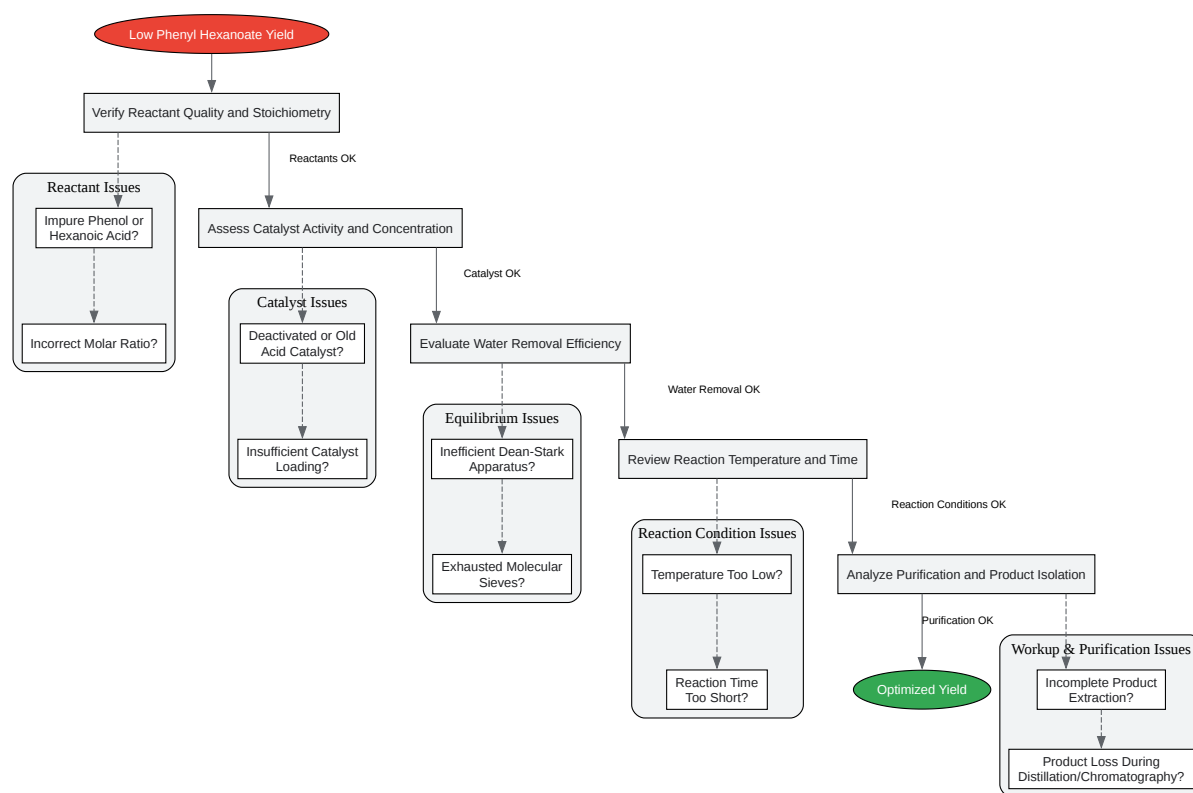 Low Phenyl Hexanoate Yield
Verify Reactant Quality and Stoichiometry
Reactants OK
Reactant Issues
Impure Phenol or
Hexanoic Acid?
Incorrect Molar Ratio?
Assess Catalyst Activity and Concentration
Catalyst OK
Catalyst Issues
Deactivated or Old
Acid Catalyst?
Insufficient Catalyst
Loading?
Evaluate Water Removal Efficiency
Water Removal OK
Equilibrium Issues
Inefficient Dean-Stark
Apparatus?
Exhausted Molecular
Sieves?
Review Reaction Temperature and Time
Reaction Conditions OK
Reaction Condition Issues
Temperature Too Low?
Reaction Time
Too Short?
Analyze Purification and Product Isolation
Purification OK
Optimized Yield
Workup & Purification Issues
Incomplete Product
Extraction?
Product Loss During
Distillation/Chromatography?